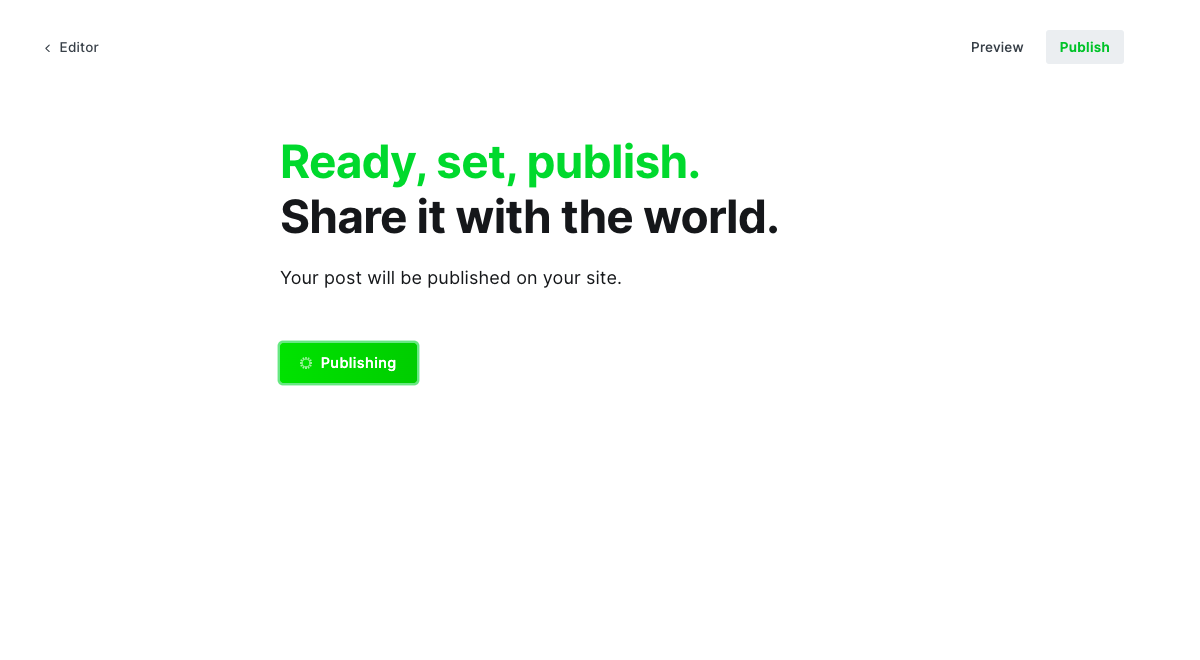 Editor
Preview
Publish
Ready, set, publish.
Share it with the world.
Your post will be published on your site.
Publishing